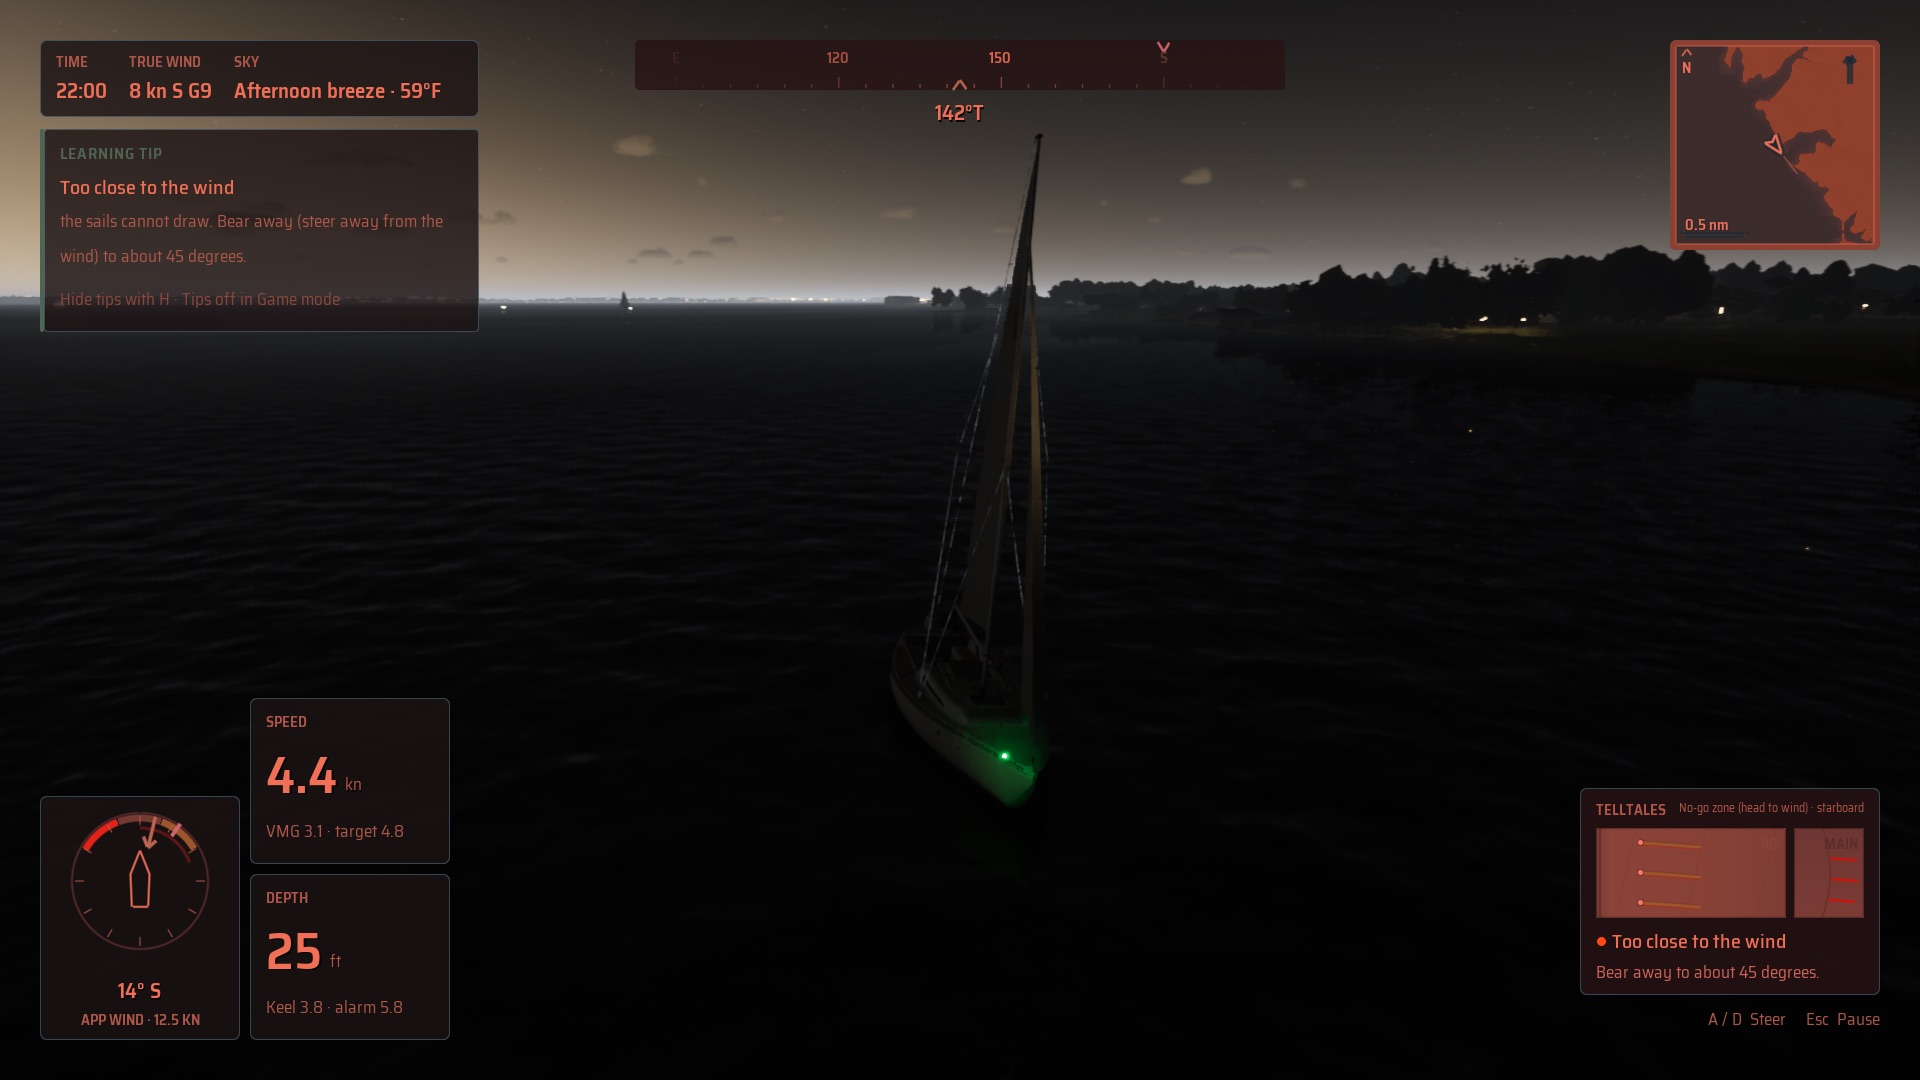 TIME TRUE WIND SKY
22:00 8 kn S G9 Afternoon breeze · 59°F
LEARNING TIP
Too close to the wind
the sails cannot draw. Bear away (steer away from the
wind) to about 45 degrees.
Hide tips with H · Tips off in Game mode
E 120 150 S
142°T
N
0.5 nm
SPEED
4.4 kn
VMG 3.1 · target 4.8
DEPTH
25 ft
Keel 3.8 · alarm 5.8
14° S
APP WIND · 12.5 KN
TELLTALES No-go zone (head to wind) · starboard
JIB MAIN
Too close to the wind
Bear away to about 45 degrees.
A / D Steer Esc Pause